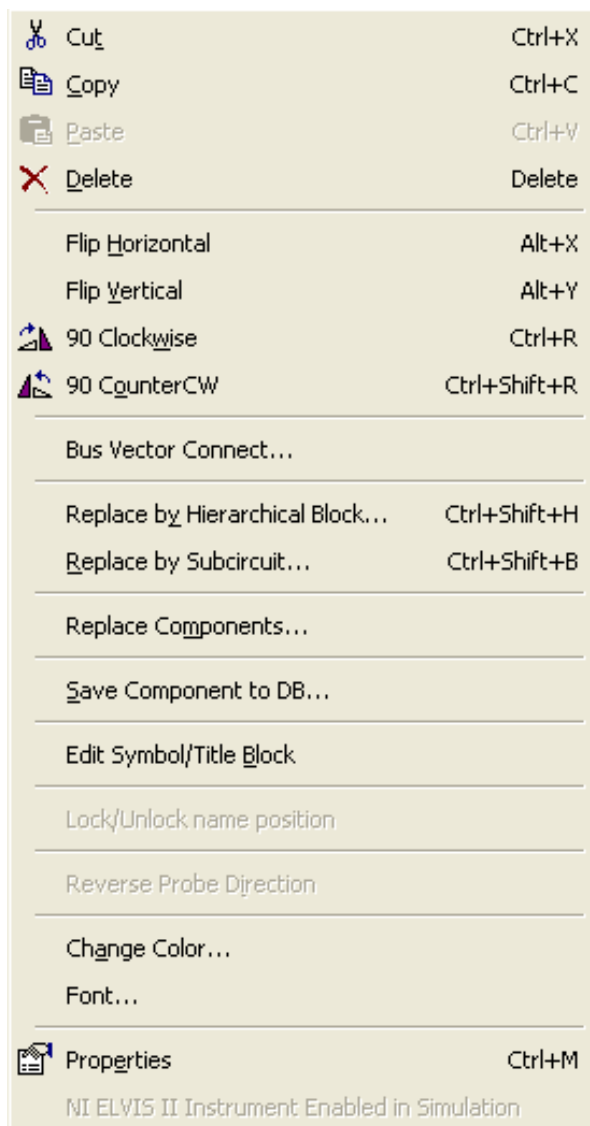 Cut Ctrl+X
Copy Ctrl+C
Paste Ctrl+V
Delete Delete
Flip Horizontal Alt+X
Flip Vertical Alt+Y
90 Clockwise Ctrl+R
90 CounterCW Ctrl+Shift+R
Bus Vector Connect...
Replace by Hierarchical Block... Ctrl+Shift+H
Replace by Subcircuit... Ctrl+Shift+B
Replace Components...
Save Component to DB...
Edit Symbol/Title Block
Lock/Unlock name position
Reverse Probe Direction
Change Color...
Font...
Properties Ctrl+M
NI ELVIS II Instrument Enabled in Simulation